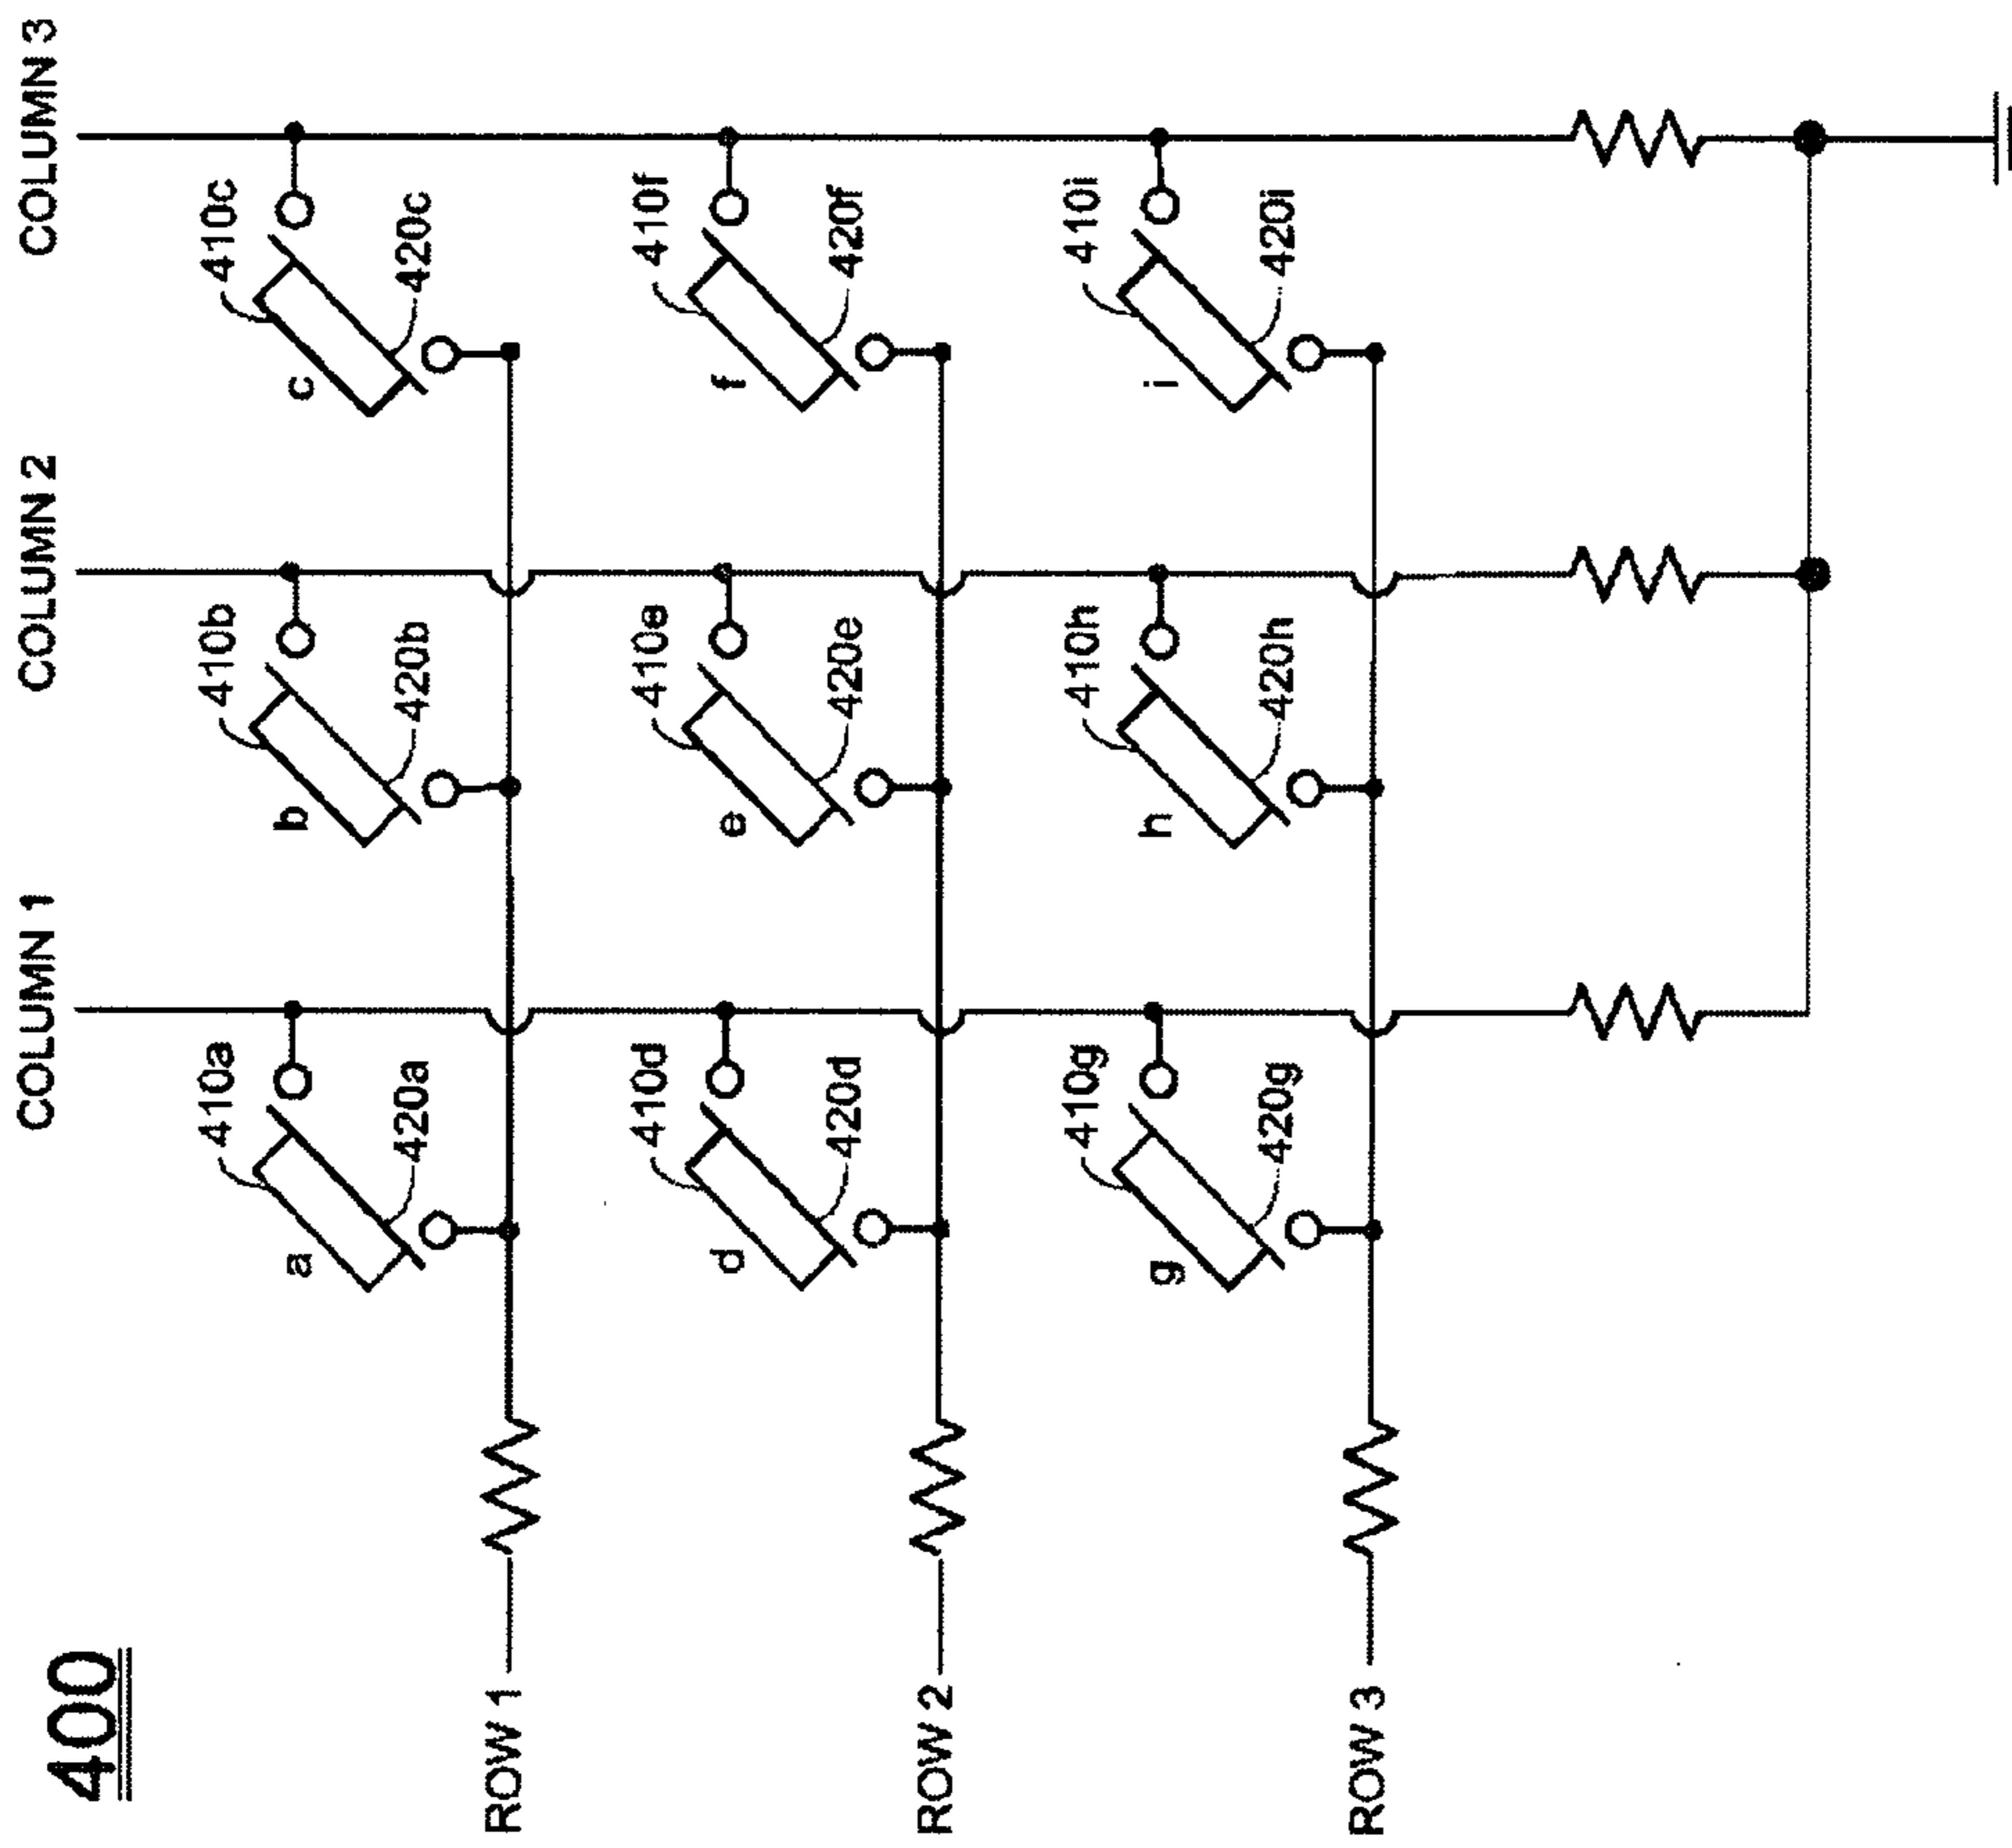 400
COLUMN 1
COLUMN 2
COLUMN 3
410a
410b
410c
a
b
c
420a
420b
420c
ROW 1
410d
410e
410f
d
e
f
420d
420e
420f
ROW 2
410g
410h
410i
g
h
i
420g
420h
420i
ROW 3